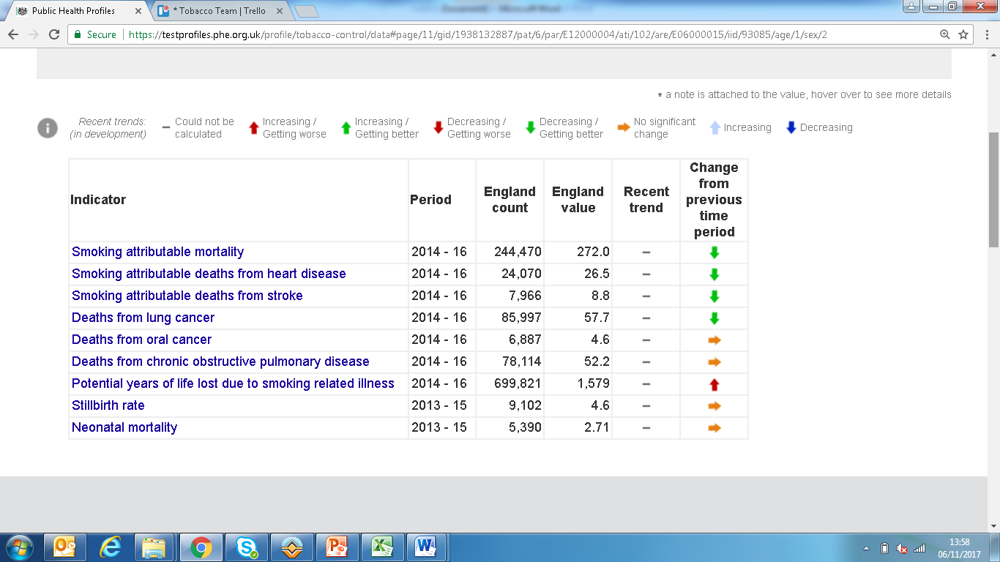 Public Health Profiles
* Tobacco Team | Trello
Secure
https://testprofiles.phe.org.uk/profile/tobacco-control/data#page/11/gid/1938132887/pat/6/par/E12000004/ati/102/are/E06000015/iid/93085/age/1/sex/2
* a note is attached to the value, hover over to see more details
Recent trends:
(in development)
Could not be
calculated
Increasing /
Getting worse
Increasing /
Getting better
Decreasing /
Getting worse
Decreasing /
Getting better
No significant
change
Increasing
Decreasing
Indicator Period England count England value Recent trend Change from previous time period
Smoking attributable mortality 2014 - 16 244,470 272.0 –
Smoking attributable deaths from heart disease 2014 - 16 24,070 26.5 –
Smoking attributable deaths from stroke 2014 - 16 7,966 8.8 –
Deaths from lung cancer 2014 - 16 85,997 57.7 –
Deaths from oral cancer 2014 - 16 6,887 4.6 –
Deaths from chronic obstructive pulmonary disease 2014 - 16 78,114 52.2 –
Potential years of life lost due to smoking related illness 2014 - 16 699,821 1,579 –
Stillbirth rate 2013 - 15 9,102 4.6 –
Neonatal mortality 2013 - 15 5,390 2.71 –
13:58
06/11/2017